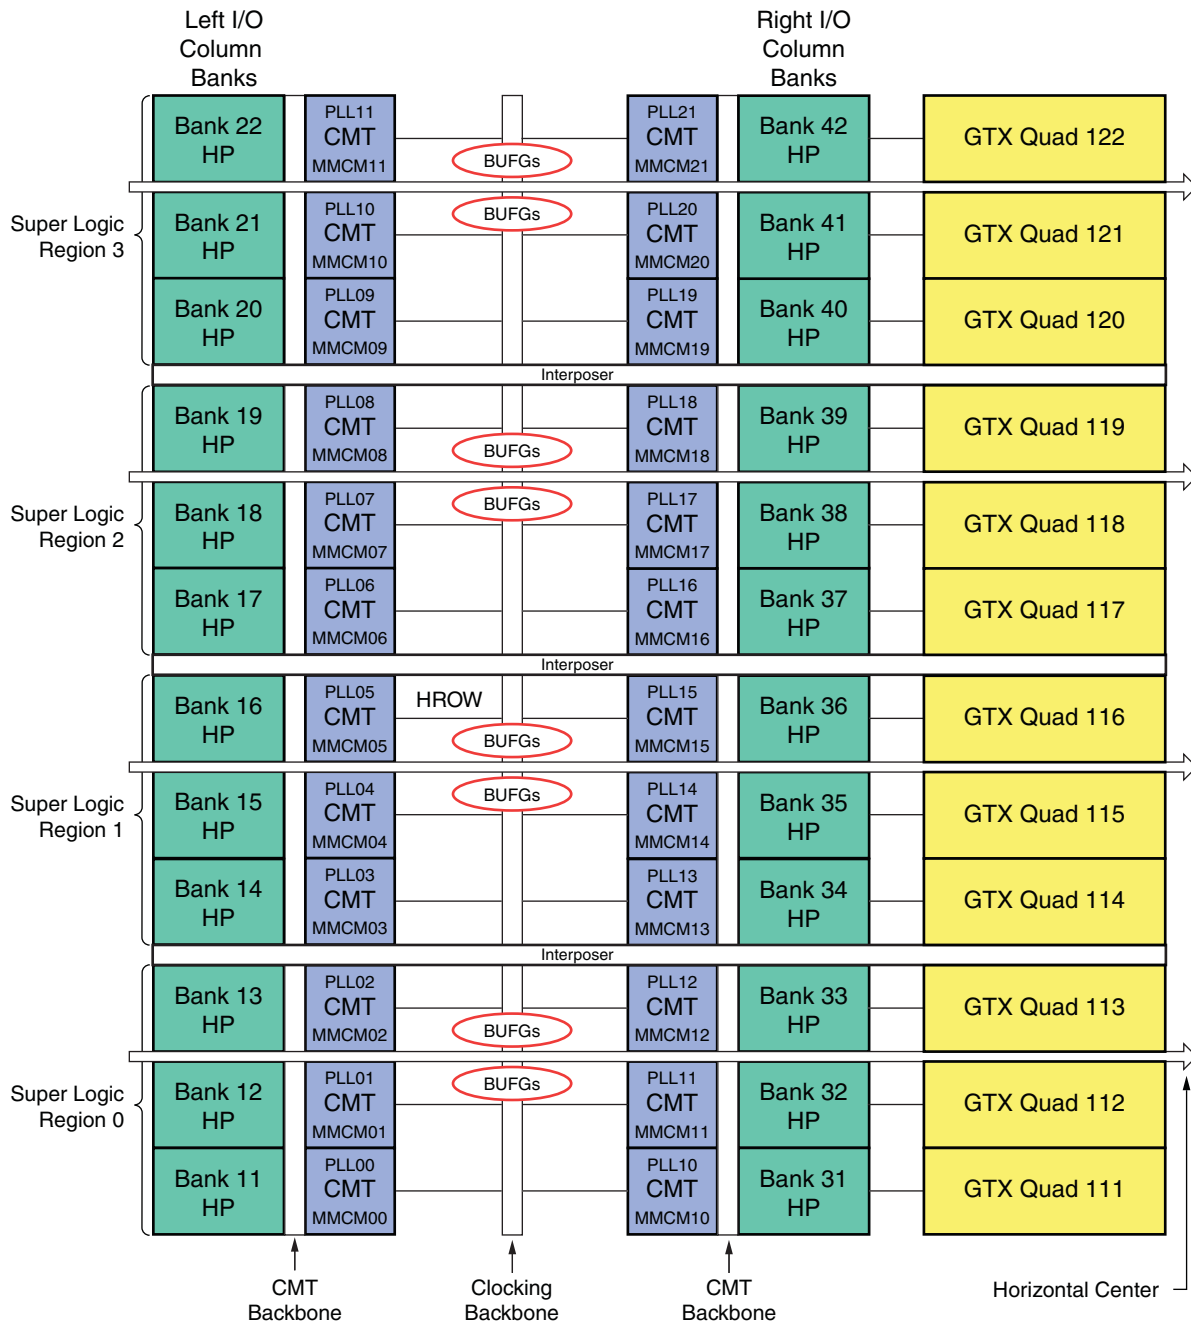 Left I/O
Column
Banks
Right I/O
Column
Banks
Bank 22
HP
PLL11
CMT
MMCM11
BUFGs
PLL21
CMT
MMCM21
Bank 42
HP
GTX Quad 122
Super Logic
Region 3
Bank 21
HP
PLL10
CMT
MMCM10
BUFGs
PLL20
CMT
MMCM20
Bank 41
HP
GTX Quad 121
Bank 20
HP
PLL09
CMT
MMCM09
PLL19
CMT
MMCM19
Bank 40
HP
GTX Quad 120
Interposer
Bank 19
HP
PLL08
CMT
MMCM08
BUFGs
PLL18
CMT
MMCM18
Bank 39
HP
GTX Quad 119
Super Logic
Region 2
Bank 18
HP
PLL07
CMT
MMCM07
BUFGs
PLL17
CMT
MMCM17
Bank 38
HP
GTX Quad 118
Bank 17
HP
PLL06
CMT
MMCM06
PLL16
CMT
MMCM16
Bank 37
HP
GTX Quad 117
Interposer
Bank 16
HP
PLL05
CMT
MMCM05
HROW
BUFGs
PLL15
CMT
MMCM15
Bank 36
HP
GTX Quad 116
Super Logic
Region 1
Bank 15
HP
PLL04
CMT
MMCM04
BUFGs
PLL14
CMT
MMCM14
Bank 35
HP
GTX Quad 115
Bank 14
HP
PLL03
CMT
MMCM03
PLL13
CMT
MMCM13
Bank 34
HP
GTX Quad 114
Interposer
Bank 13
HP
PLL02
CMT
MMCM02
BUFGs
PLL12
CMT
MMCM12
Bank 33
HP
GTX Quad 113
Super Logic
Region 0
Bank 12
HP
PLL01
CMT
MMCM01
BUFGs
PLL11
CMT
MMCM11
Bank 32
HP
GTX Quad 112
Bank 11
HP
PLL00
CMT
MMCM00
PLL10
CMT
MMCM10
Bank 31
HP
GTX Quad 111
CMT
Backbone
Clocking
Backbone
CMT
Backbone
Horizontal Center